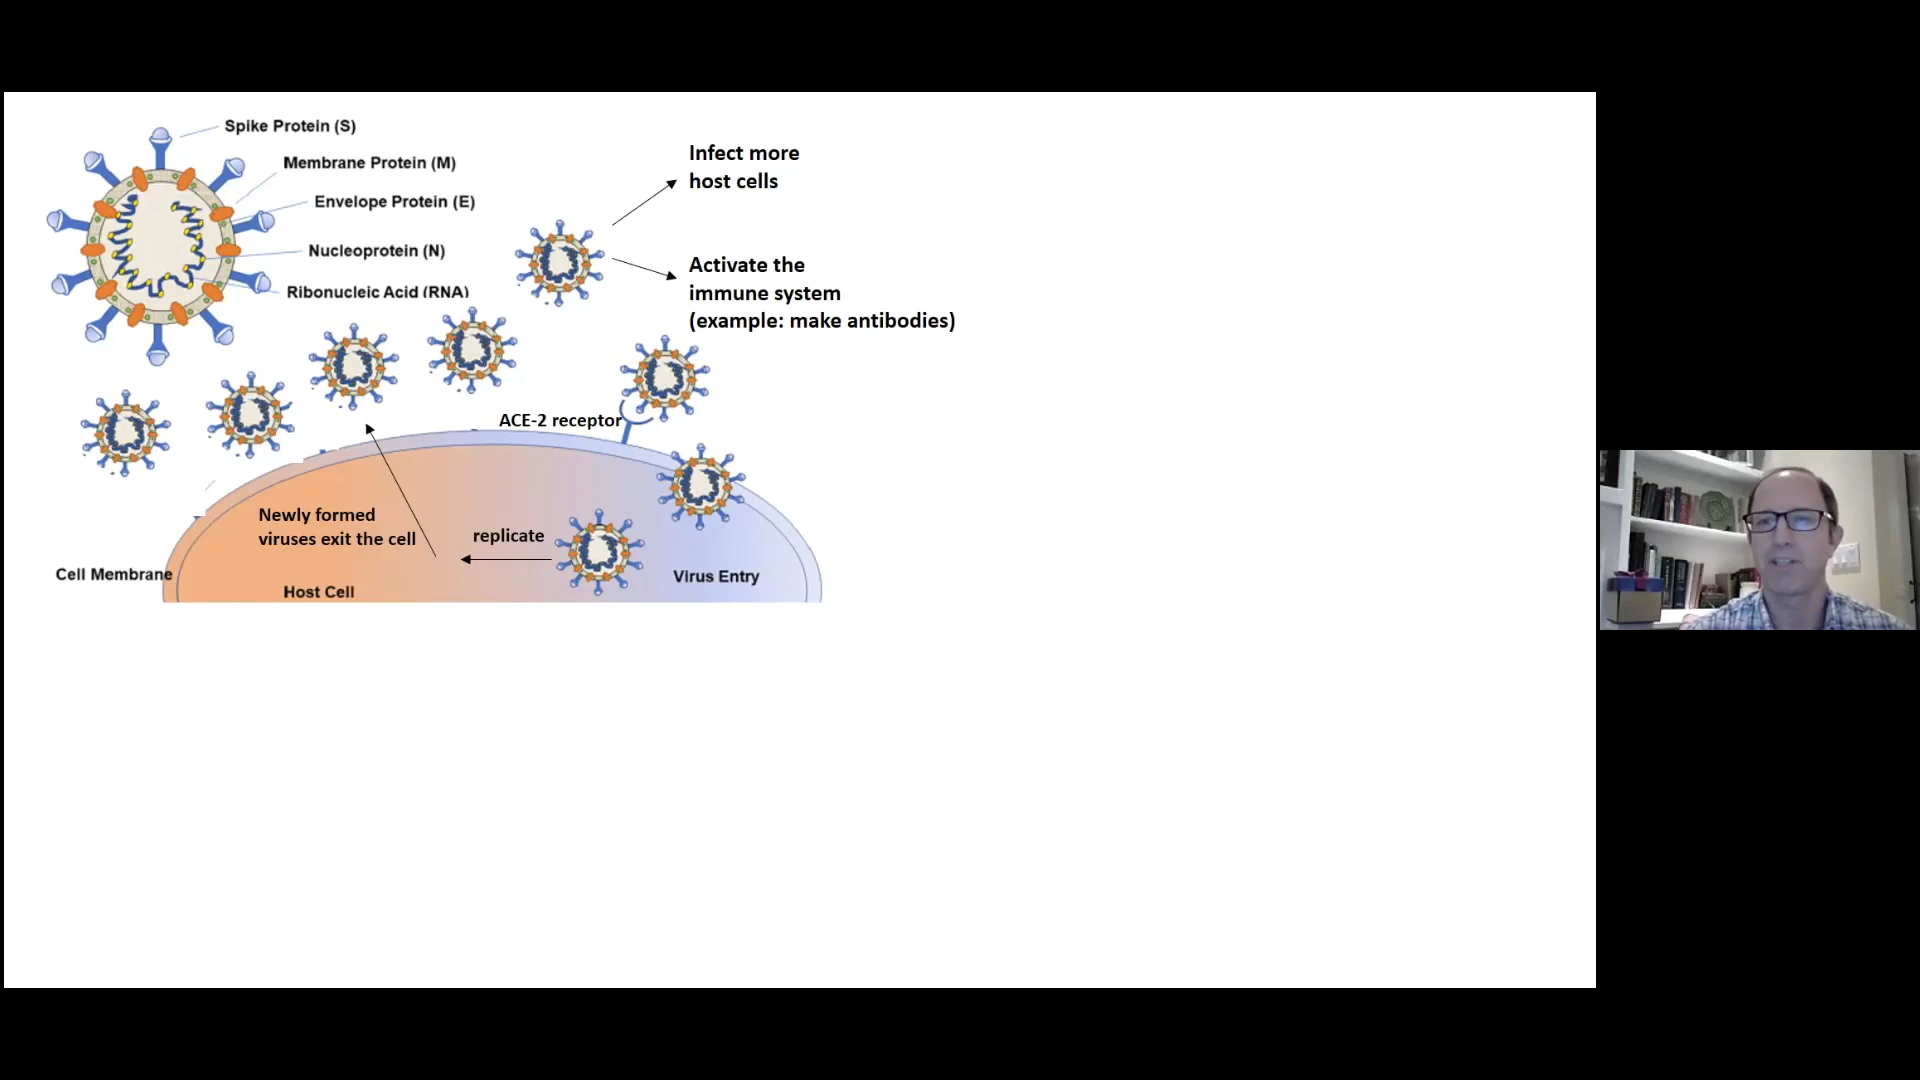 Spike Protein (S)
Membrane Protein (M)
Envelope Protein (E)
Nucleoprotein (N)
Ribonucleic Acid (RNA)
Infect more
host cells
Activate the
immune system
(example: make antibodies)
ACE-2 receptor
Newly formed
viruses exit the cell
replicate
Cell Membrane
Host Cell
Virus Entry